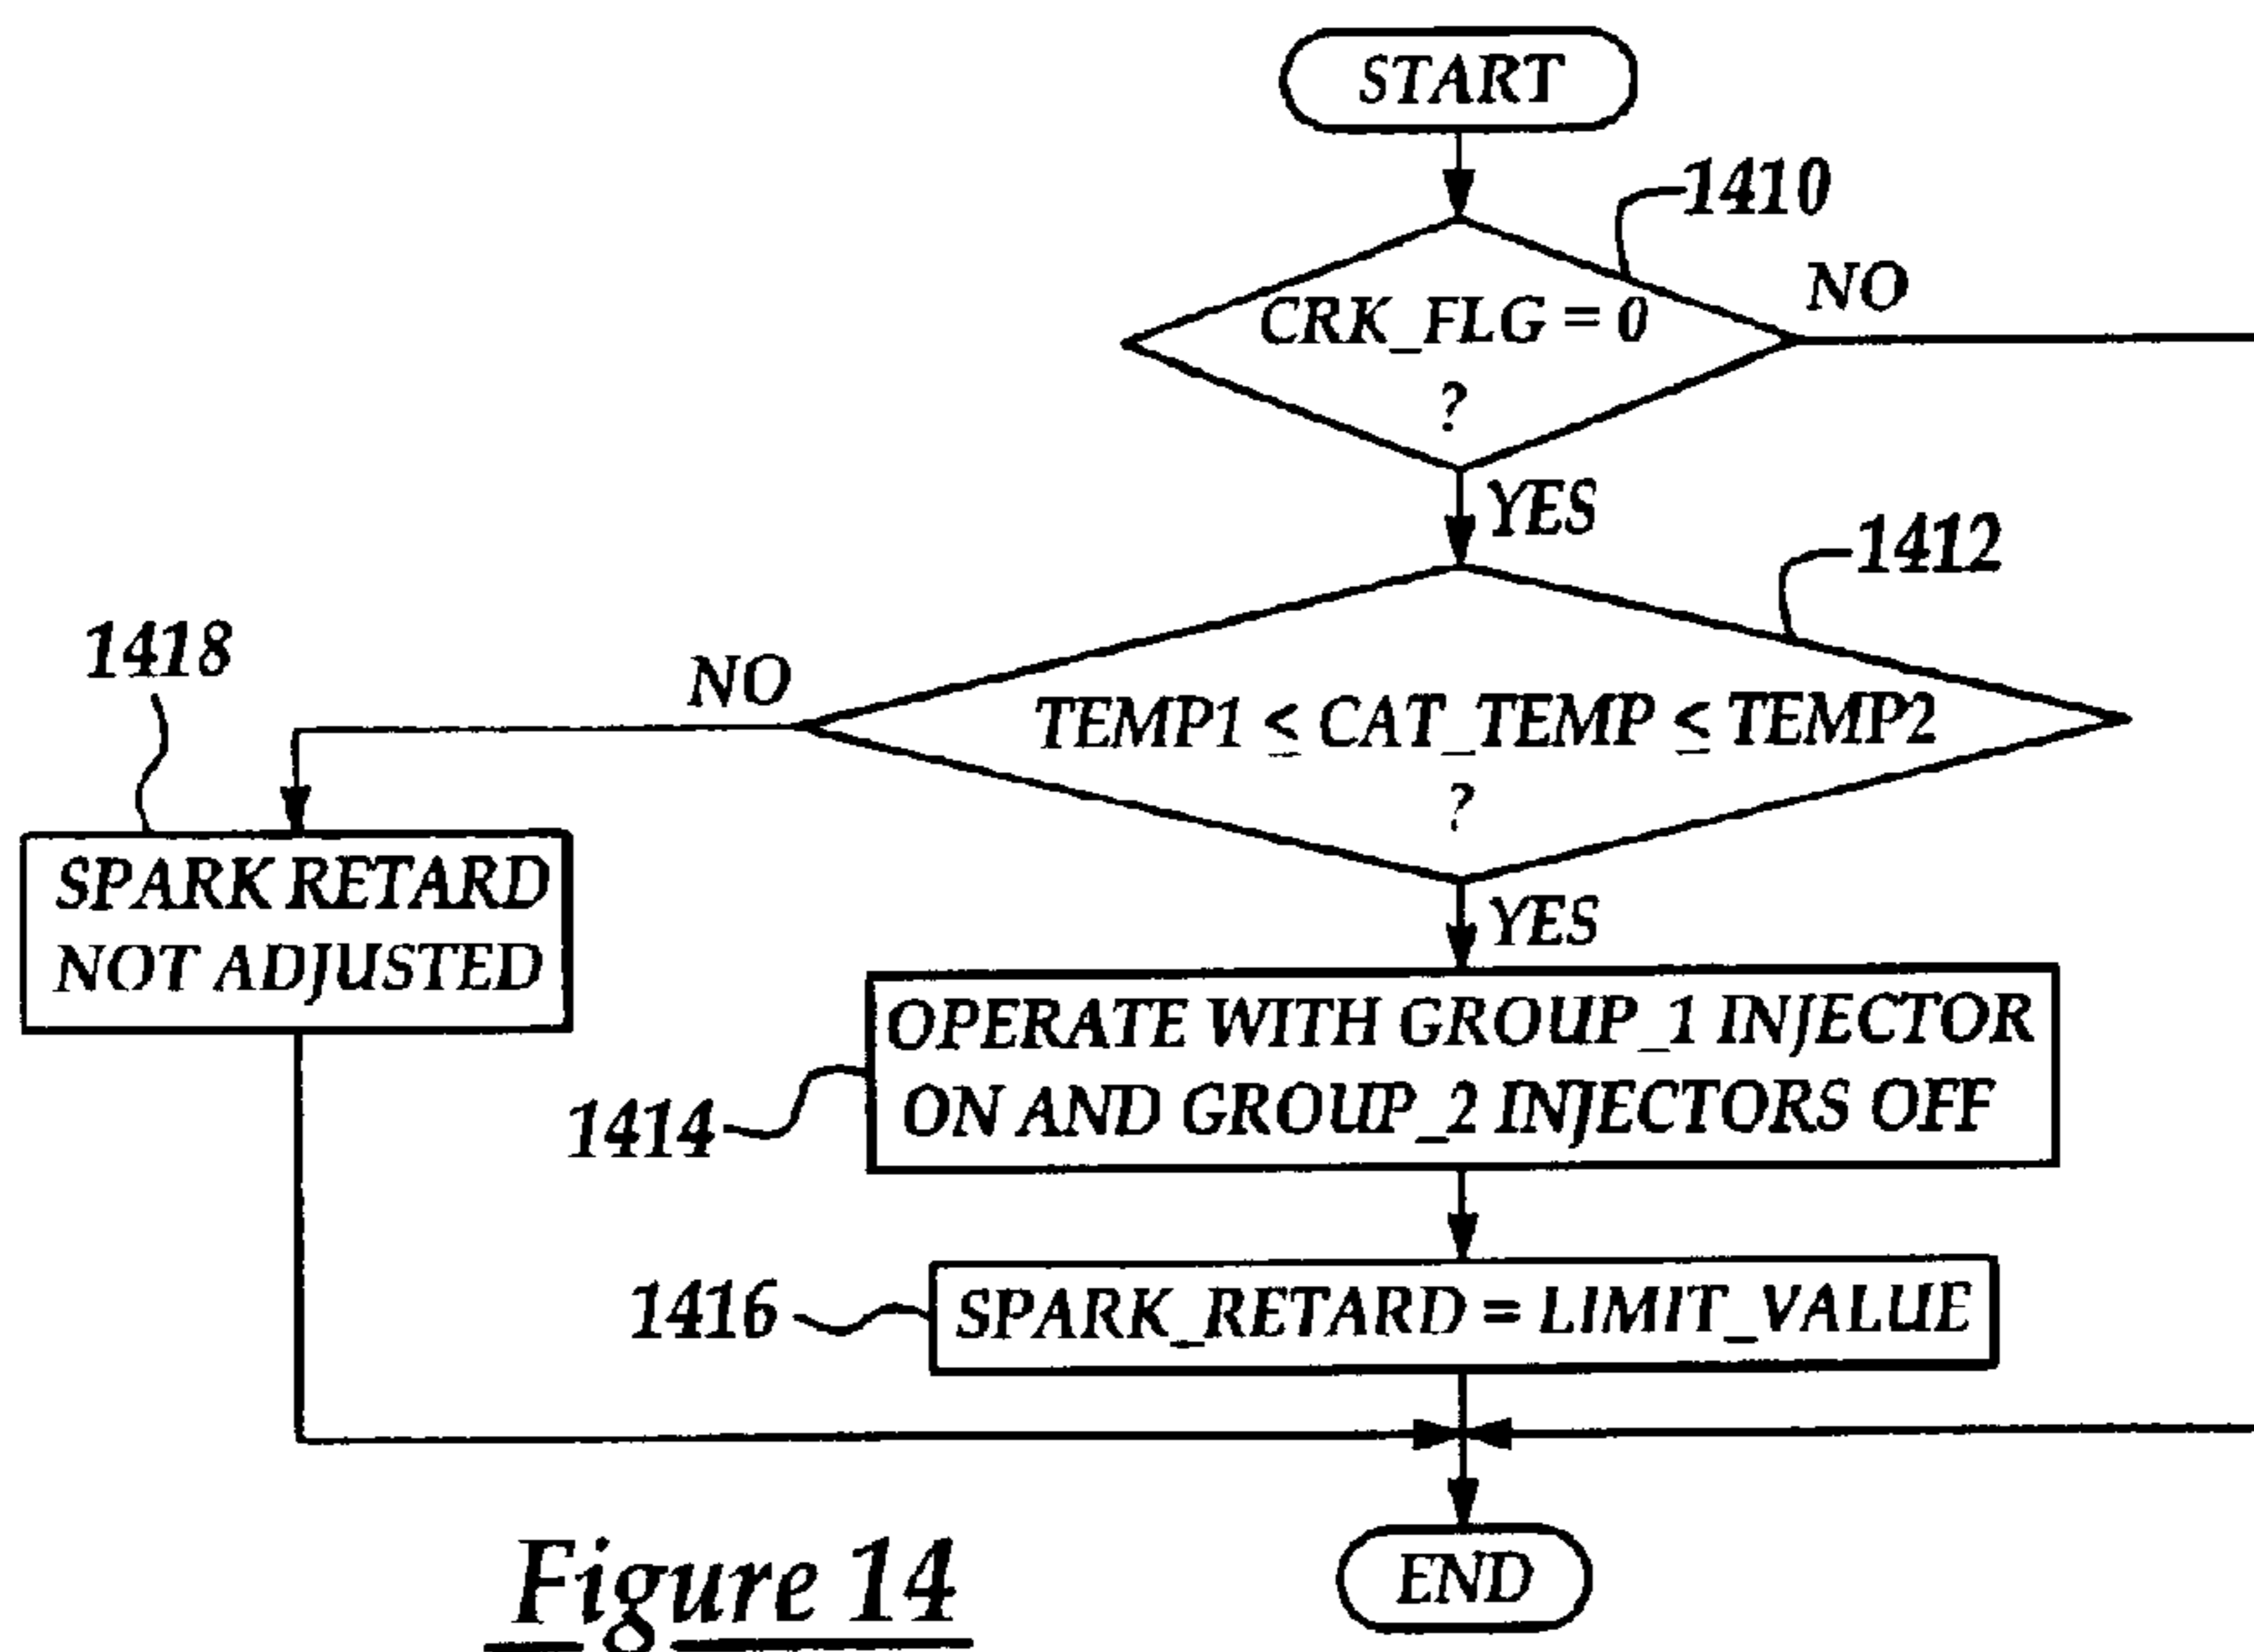 START
1410
CRK_FLG = 0
?
NO
YES
1412
TEMP1 ≤ CAT_TEMP ≤ TEMP2
?
NO
1418
SPARK RETARD
NOT ADJUSTED
YES
OPERATE WITH GROUP_1 INJECTOR
ON AND GROUP_2 INJECTORS OFF
1414
1416
SPARK_RETARD = LIMIT_VALUE
END
Figure 14